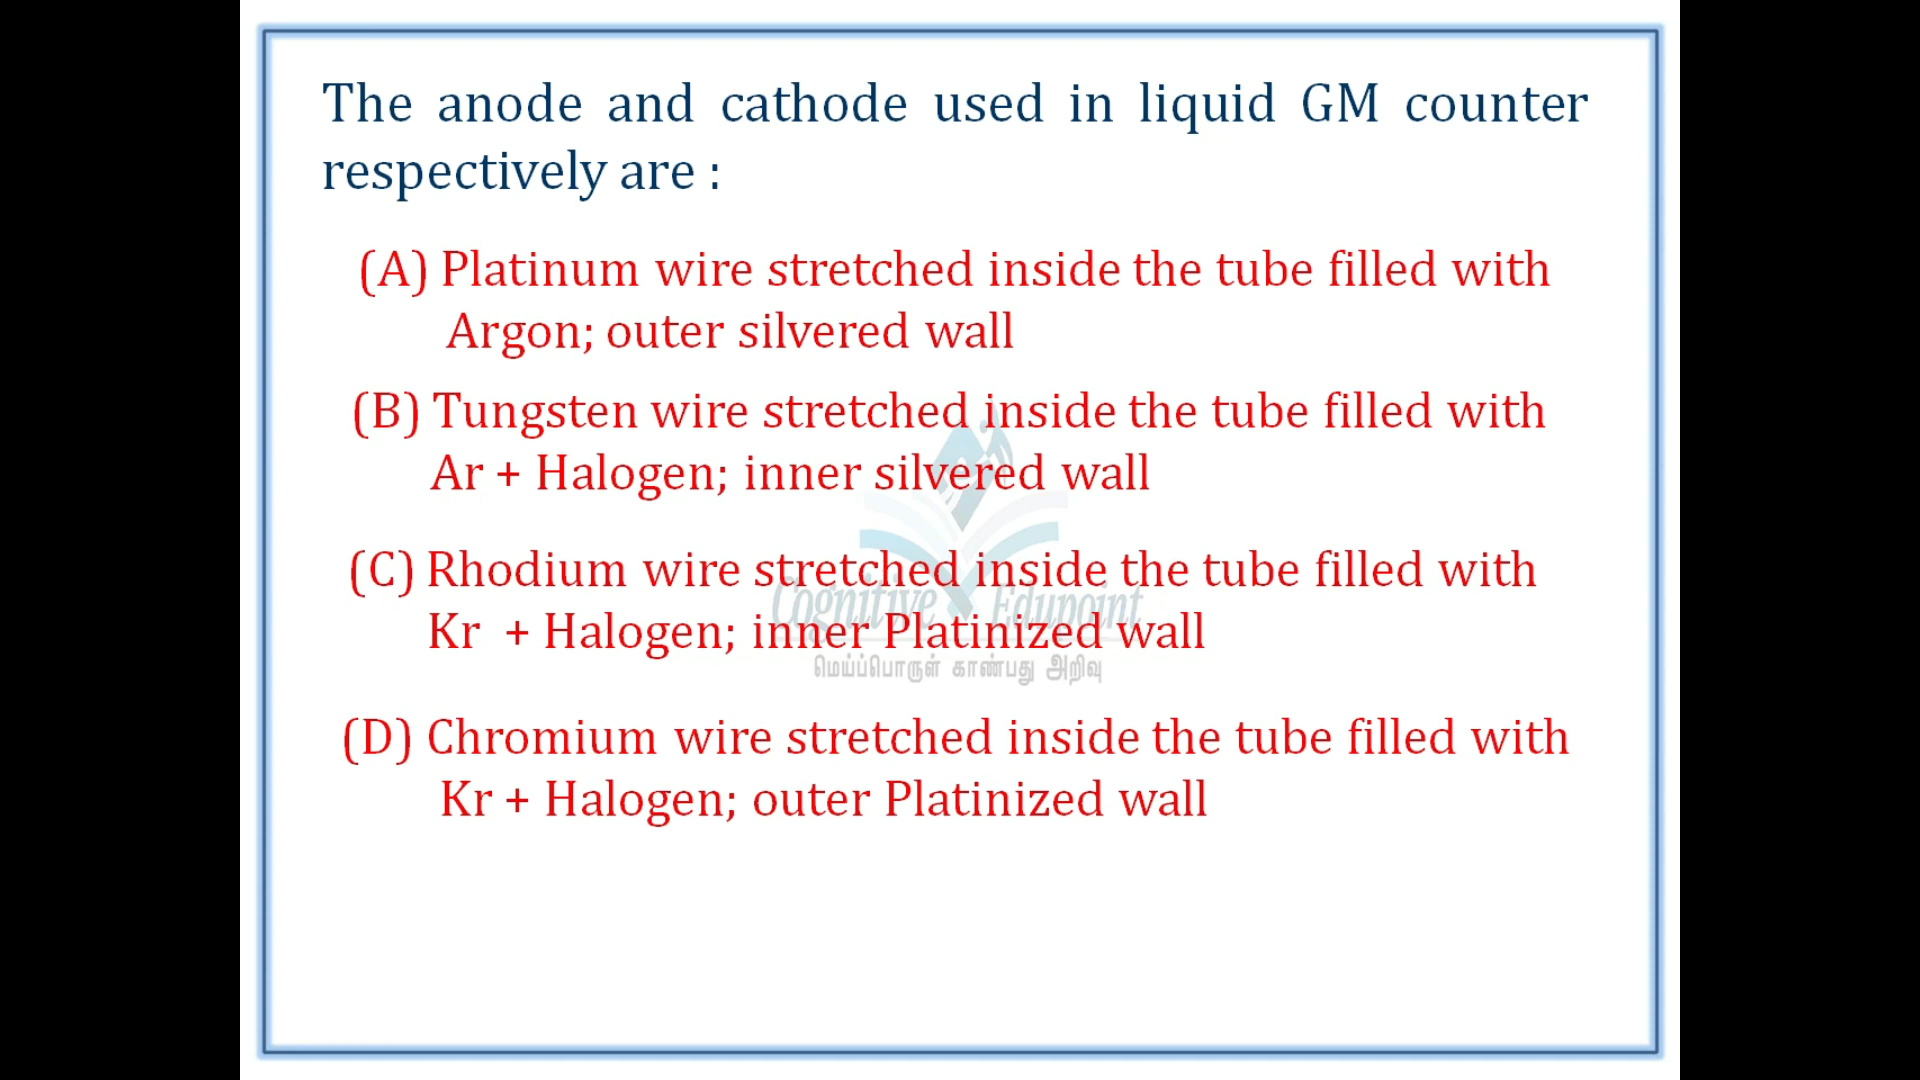 The anode and cathode used in liquid GM counter
respectively are :
(A) Platinum wire stretched inside the tube filled with
Argon; outer silvered wall
(B) Tungsten wire stretched inside the tube filled with
Ar + Halogen; inner silvered wall
(C) Rhodium wire stretched inside the tube filled with
Cognitive Edupoint
Kr + Halogen; inner Platinized wall
மெய்ப்பொருள் காண்பது அறிவு
(D) Chromium wire stretched inside the tube filled with
Kr + Halogen; outer Platinized wall